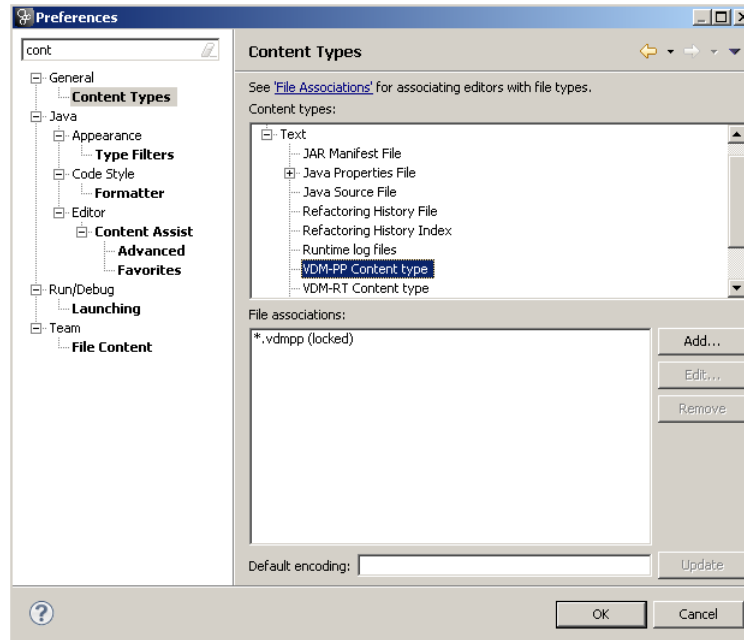 Preferences
cont
General
Content Types
Java
Appearance
Type Filters
Code Style
Formatter
Editor
Content Assist
Advanced
Favorites
Run/Debug
Launching
Team
File Content
Content Types
See 'File Associations' for associating editors with file types.
Content types:
Text
JAR Manifest File
Java Properties File
Java Source File
Refactoring History File
Refactoring History Index
Runtime log files
VDM-PP Content type
VDM-RT Content type
File associations:
*.vdmpp (locked)
Add...
Edit...
Remove
Default encoding:
Update
?
OK
Cancel